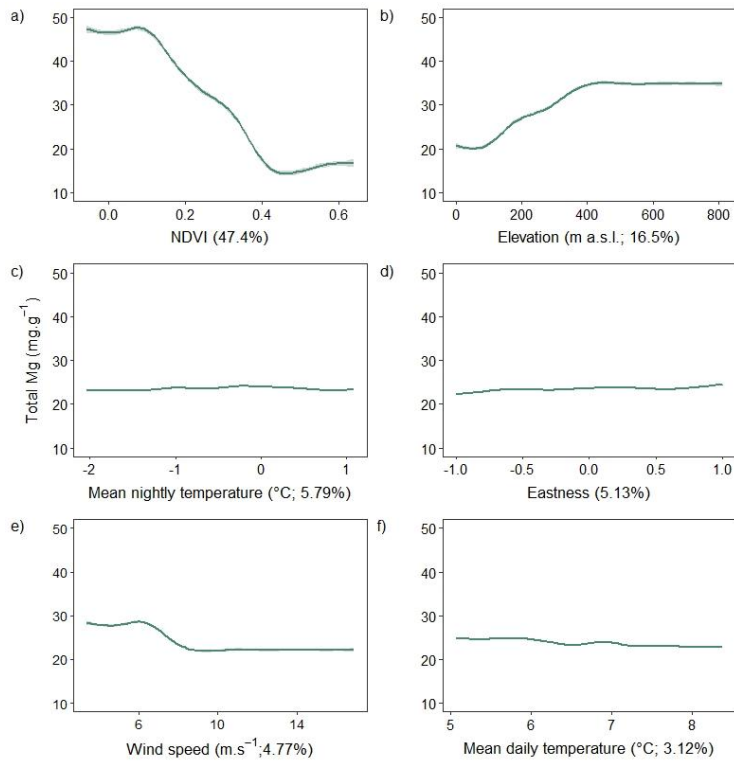 a)
50
40
30
20
10
0.0 0.2 0.4 0.6
NDVI (47.4%)
b)
50
40
30
20
10
0 200 400 600 800
Elevation (m a.s.l.; 16.5%)
Total Mg (mg.g⁻¹)
c)
50
40
30
20
10
-2 -1 0 1
Mean nightly temperature (°C; 5.79%)
d)
50
40
30
20
10
-1.0 -0.5 0.0 0.5 1.0
Eastness (5.13%)
e)
50
40
30
20
10
6 10 14
Wind speed (m.s⁻¹;4.77%)
f)
50
40
30
20
10
5 6 7 8
Mean daily temperature (°C; 3.12%)